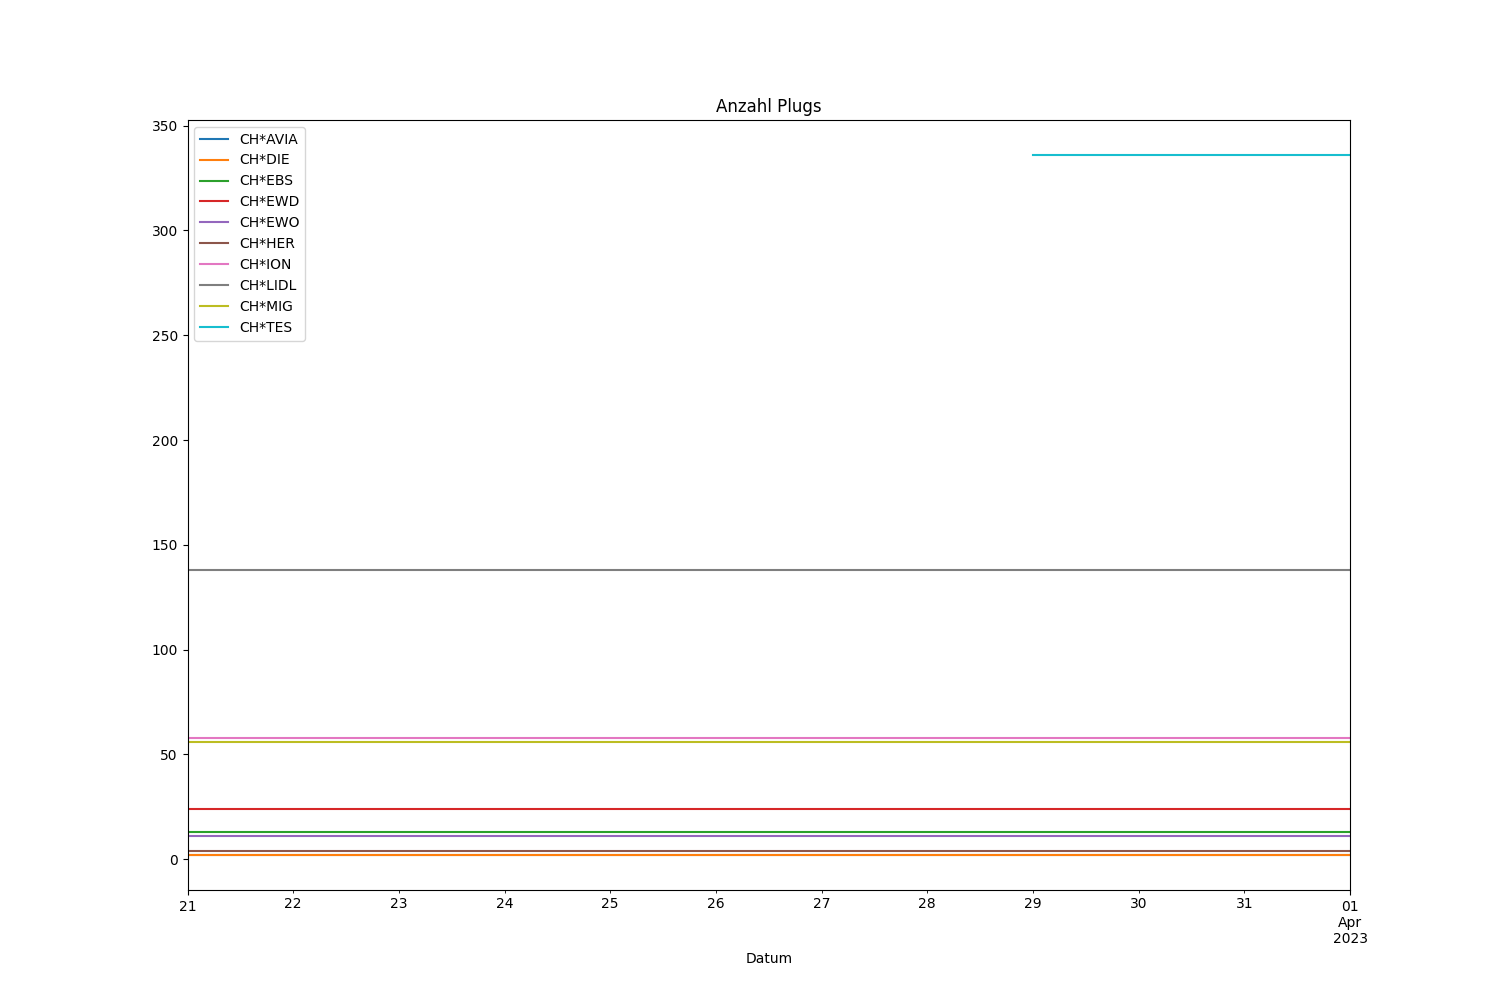 Anzahl Plugs
350
300
250
200
150
100
50
0
CH*AVIA
CH*DIE
CH*EBS
CH*EWD
CH*EWO
CH*HER
CH*ION
CH*LIDL
CH*MIG
CH*TES
21 22 23 24 25 26 27 28 29 30 31 01
Apr
2023
Datum